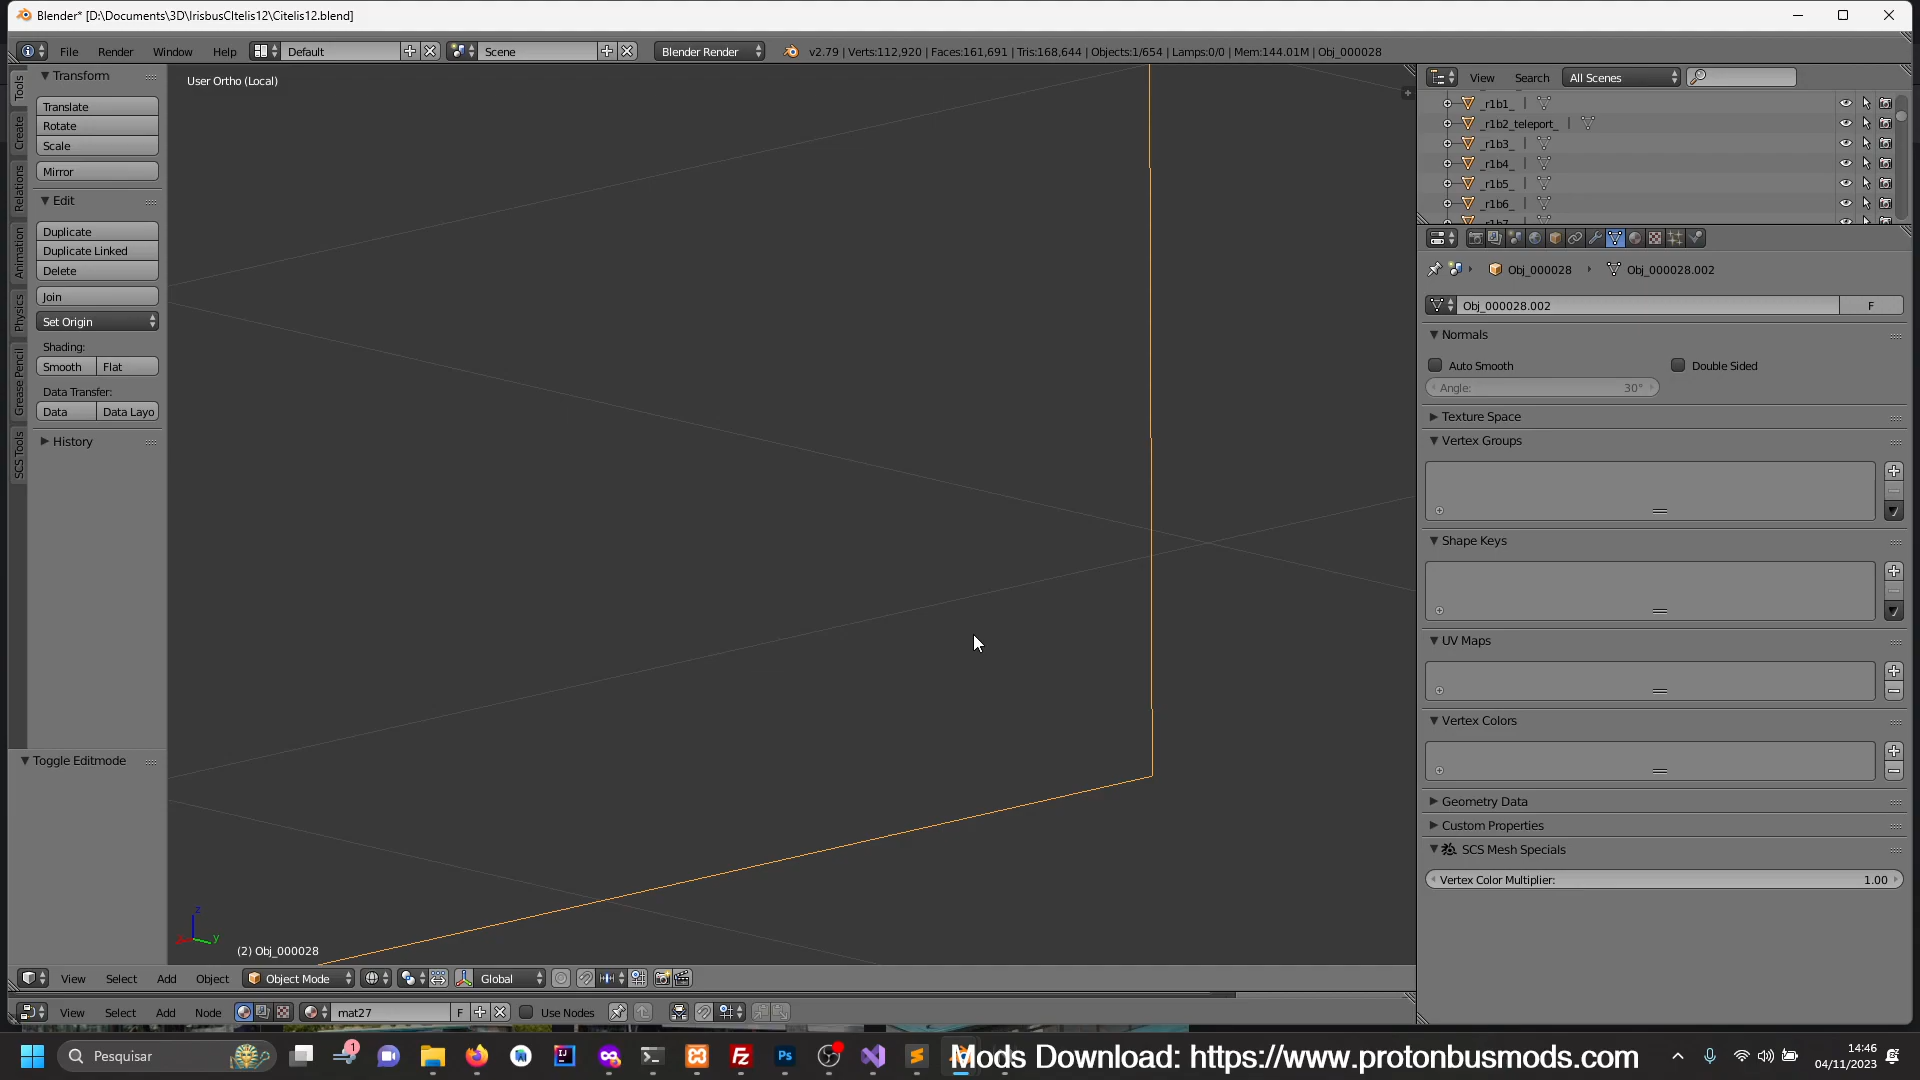 Blender* [D:\Documents\3D\IrisbusCItelis12\Citelis12.blend]
File Render Window Help Default Scene Blender Render v2.79 | Verts:112,920 | Faces:161,691 | Tris:168,644 | Objects:1/654 | Lamps:0/0 | Mem:144.01M | Obj_000028
Transform
Translate
Rotate
Scale
Mirror
Edit
Duplicate
Duplicate Linked
Delete
Join
Set Origin
Shading:
Smooth Flat
Data Transfer:
Data Data Layo
History
Toggle Editmode
Tools
Create
Relations
Animation
Physics
Grease Pencil
SCS Tools
User Ortho (Local)
z
x y
(2) Obj_000028
View Select Add Object Object Mode Global
View Select Add Node mat27 F Use Nodes
View Search All Scenes
_r1b1_
_r1b2_teleport_
_r1b3_
_r1b4_
_r1b5_
_r1b6_
_r1b7_
Obj_000028 Obj_000028.002
Obj_000028.002 F
Normals
Auto Smooth Double Sided
Angle: 30°
Texture Space
Vertex Groups
Shape Keys
UV Maps
Vertex Colors
Geometry Data
Custom Properties
SCS Mesh Specials
Vertex Color Multiplier: 1.00
Pesquisar
1
Mods Download: https://www.protonbusmods.com
14:46
04/11/2023